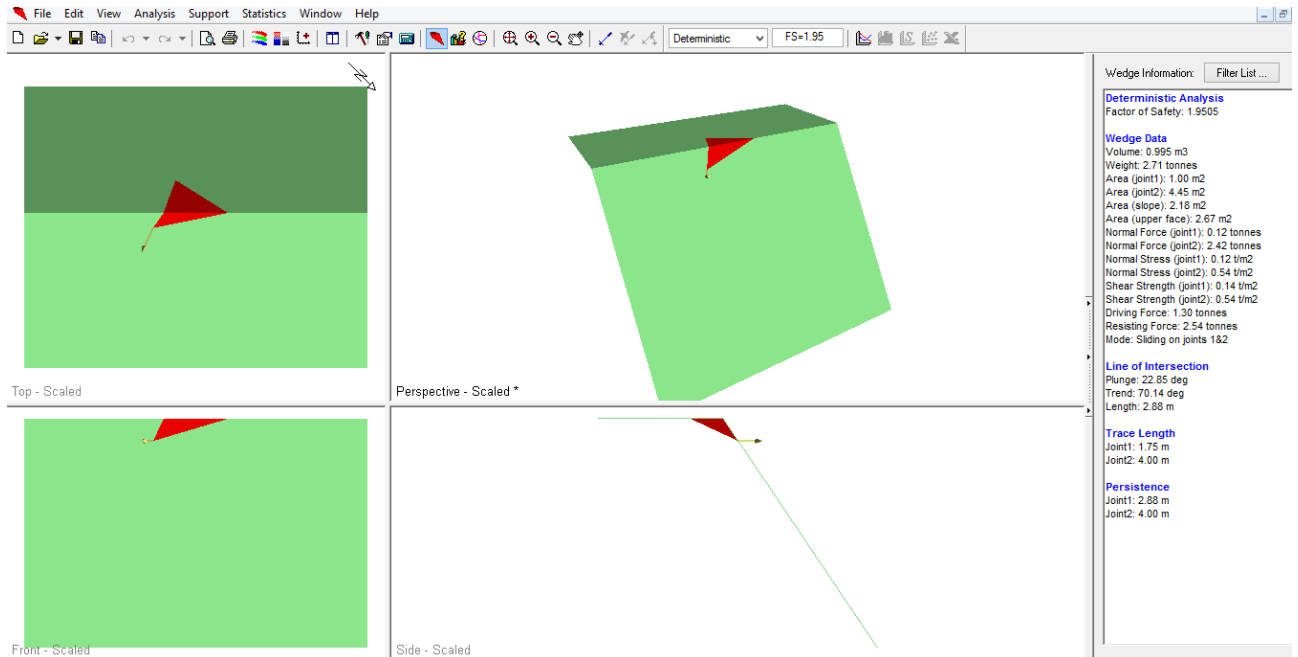 File Edit View Analysis Support Statistics Window Help
Deterministic FS=1.95
N
Top - Scaled
Perspective - Scaled *
Front - Scaled
Side - Scaled
Wedge Information: Filter List ...
Deterministic Analysis
Factor of Safety: 1.9505
Wedge Data
Volume: 0.995 m3
Weight: 2.71 tonnes
Area (joint1): 1.00 m2
Area (joint2): 4.45 m2
Area (slope): 2.18 m2
Area (upper face): 2.67 m2
Normal Force (joint1): 0.12 tonnes
Normal Force (joint2): 2.42 tonnes
Normal Stress (joint1): 0.12 t/m2
Normal Stress (joint2): 0.54 t/m2
Shear Strength (joint1): 0.14 t/m2
Shear Strength (joint2): 0.54 t/m2
Driving Force: 1.30 tonnes
Resisting Force: 2.54 tonnes
Mode: Sliding on joints 1&2
Line of Intersection
Plunge: 22.85 deg
Trend: 70.14 deg
Length: 2.88 m
Trace Length
Joint1: 1.75 m
Joint2: 4.00 m
Persistence
Joint1: 2.88 m
Joint2: 4.00 m